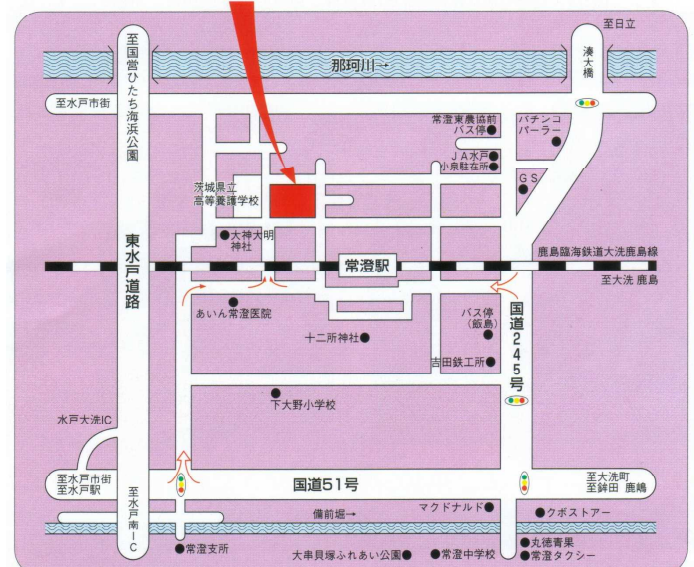 至日立
至国営ひたち海浜公園
湊大橋
那珂川→
至水戸市街
常澄東農協前
バス停
パチンコ
パーラー
JA水戸
小泉駐在所
GS
茨城県立
高等養護学校
大神大明
神社
東水戸道路
常澄駅
鹿島臨海鉄道大洗鹿島線
至大洗 鹿島
あいん常澄医院
バス停
(飯島)
国道245号
十二所神社
吉田鉄工所
下大野小学校
水戸大洗IC
至水戸市街
至水戸駅
国道51号
至大洗町
至鉾田 鹿嶋
至水戸南IC
備前堀→
マクドナルド
クボストアー
常澄支所
大串貝塚ふれあい公園
常澄中学校
丸徳青果
常澄タクシー